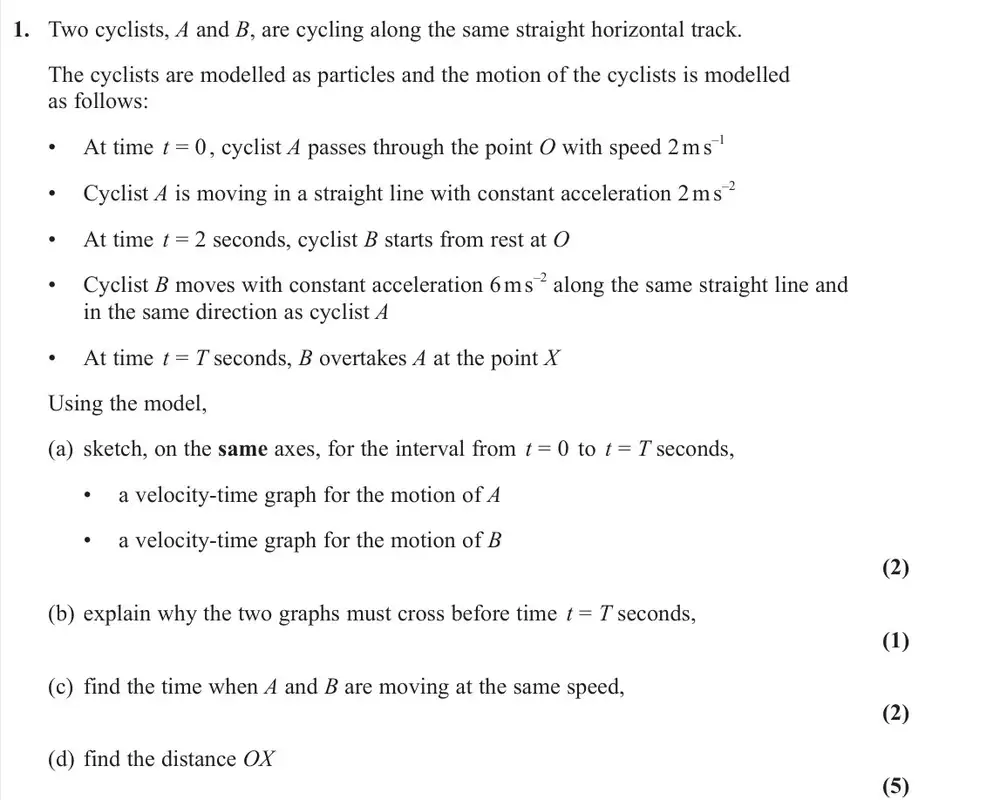 1. Two cyclists, A and B, are cycling along the same straight horizontal track.
The cyclists are modelled as particles and the motion of the cyclists is modelled
as follows:
• At time t = 0, cyclist A passes through the point O with speed 2 m s⁻¹
• Cyclist A is moving in a straight line with constant acceleration 2 m s⁻²
• At time t = 2 seconds, cyclist B starts from rest at O
• Cyclist B moves with constant acceleration 6 m s⁻² along the same straight line and
in the same direction as cyclist A
• At time t = T seconds, B overtakes A at the point X
Using the model,
(a) sketch, on the same axes, for the interval from t = 0 to t = T seconds,
• a velocity-time graph for the motion of A
• a velocity-time graph for the motion of B
(2)
(b) explain why the two graphs must cross before time t = T seconds,
(1)
(c) find the time when A and B are moving at the same speed,
(2)
(d) find the distance OX
(5)